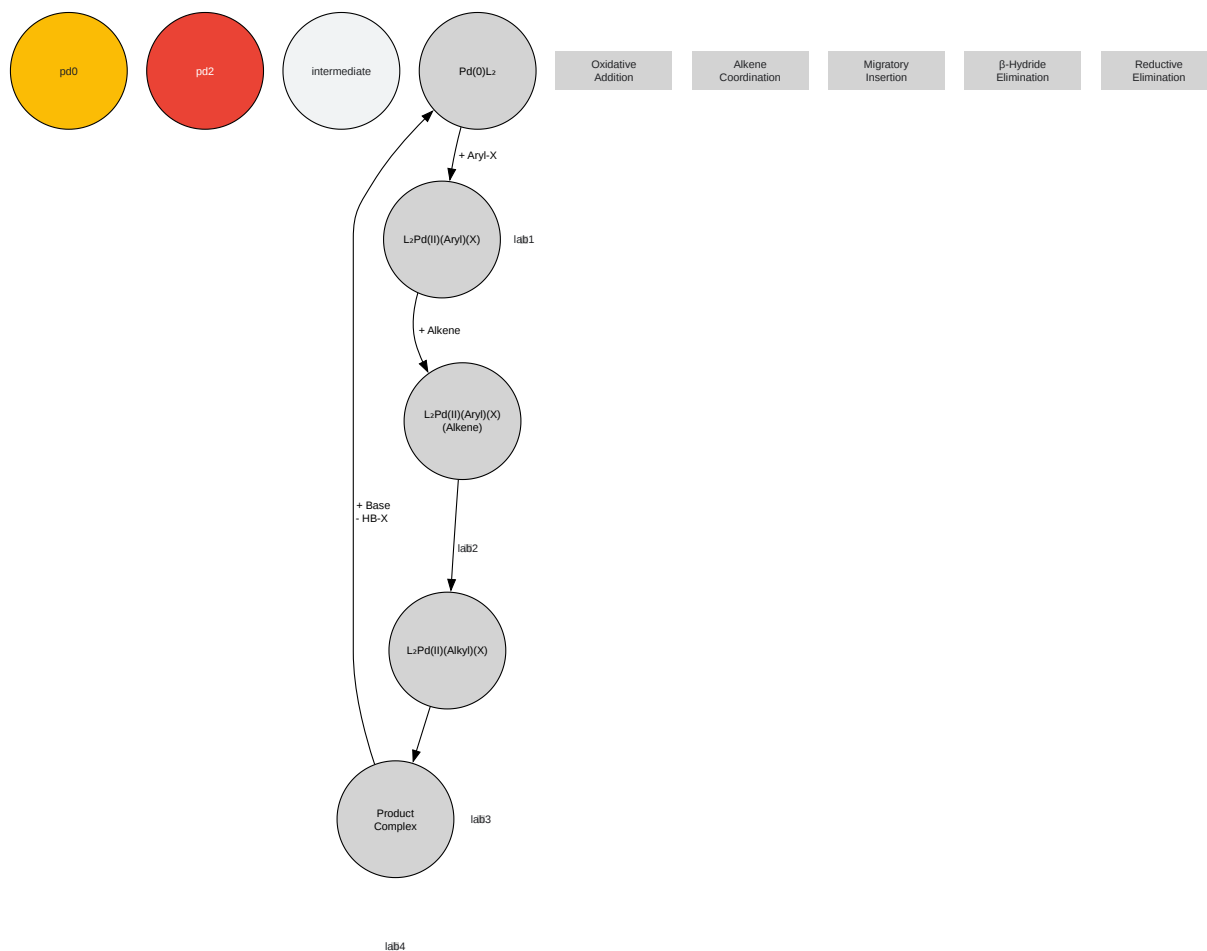 pd0
pd2
intermediate
Pd(0)L₂
Oxidative
Addition
Alkene
Coordination
Migratory
Insertion
β-Hydride
Elimination
Reductive
Elimination
+ Aryl-X
L₂Pd(II)(Aryl)(X)
lab1
+ Alkene
L₂Pd(II)(Aryl)(X)
(Alkene)
+ Base
- HB-X
lab2
L₂Pd(II)(Alkyl)(X)
Product
Complex
lab3
lab4